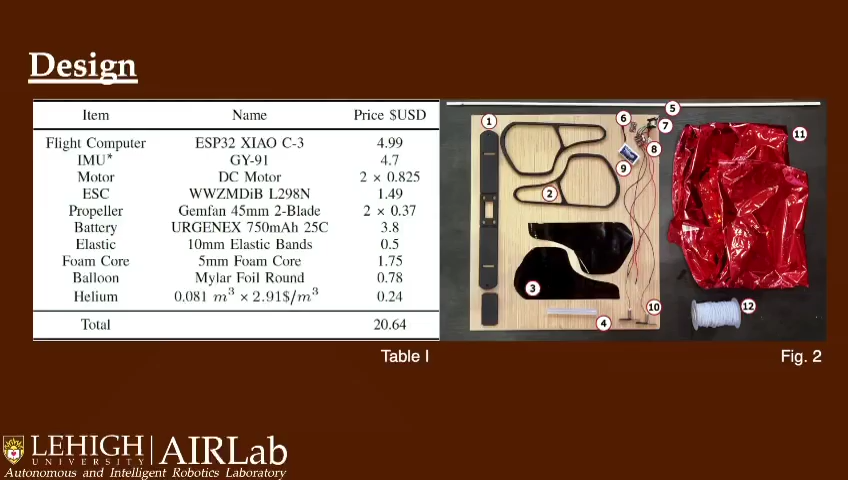 Design
Item Name Price $USD
Flight Computer ESP32 XIAO C-3 4.99
IMU* GY-91 4.7
Motor DC Motor 2 × 0.825
ESC WWZMDiB L298N 1.49
Propeller Gemfan 45mm 2-Blade 2 × 0.37
Battery URGENEX 750mAh 25C 3.8
Elastic 10mm Elastic Bands 0.5
Foam Core 5mm Foam Core 1.75
Balloon Mylar Foil Round 0.78
Helium 0.081 m³ × 2.91$/m³ 0.24
Total 20.64
Table I
1
2
3
4
5
6
7
8
9
10
11
12
Fig. 2
LEHIGH AIRLab
UNIVERSITY
Autonomous and Intelligent Robotics Laboratory